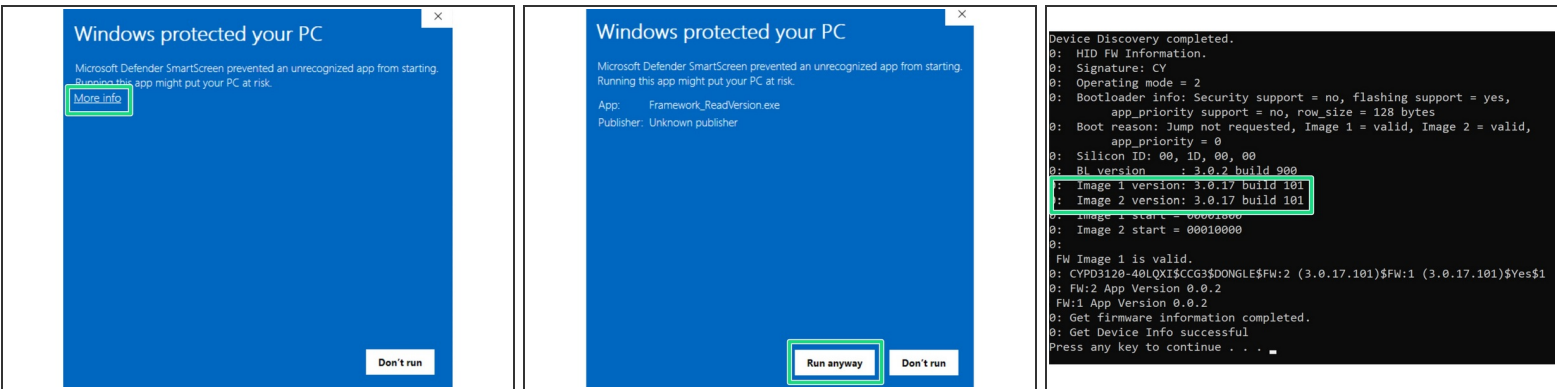 Windows protected your PC
Microsoft Defender SmartScreen prevented an unrecognized app from starting.
Running this app might put your PC at risk.
More info
Don't run
Windows protected your PC
Microsoft Defender SmartScreen prevented an unrecognized app from starting.
Running this app might put your PC at risk.
App: Framework_ReadVersion.exe
Publisher: Unknown publisher
Run anyway
Don't run
Device Discovery completed.
0: HID FW Information.
0: Signature: CY
0: Operating mode = 2
0: Bootloader info: Security support = no, flashing support = yes,
app_priority support = no, row_size = 128 bytes
0: Boot reason: Jump not requested, Image 1 = valid, Image 2 = valid,
app_priority = 0
0: Silicon ID: 00, 1D, 00, 00
0: BL version : 3.0.2 build 900
0: Image 1 version: 3.0.17 build 101
0: Image 2 version: 3.0.17 build 101
0: Image 1 start = 00001800
0: Image 2 start = 00010000
0:
FW Image 1 is valid.
0: CYPD3120-40LQXI$CCG3$DONGLE$FW:2 (3.0.17.101)$FW:1 (3.0.17.101)$Yes$1
0: FW:2 App Version 0.0.2
FW:1 App Version 0.0.2
0: Get firmware information completed.
0: Get Device Info successful
Press any key to continue . . .